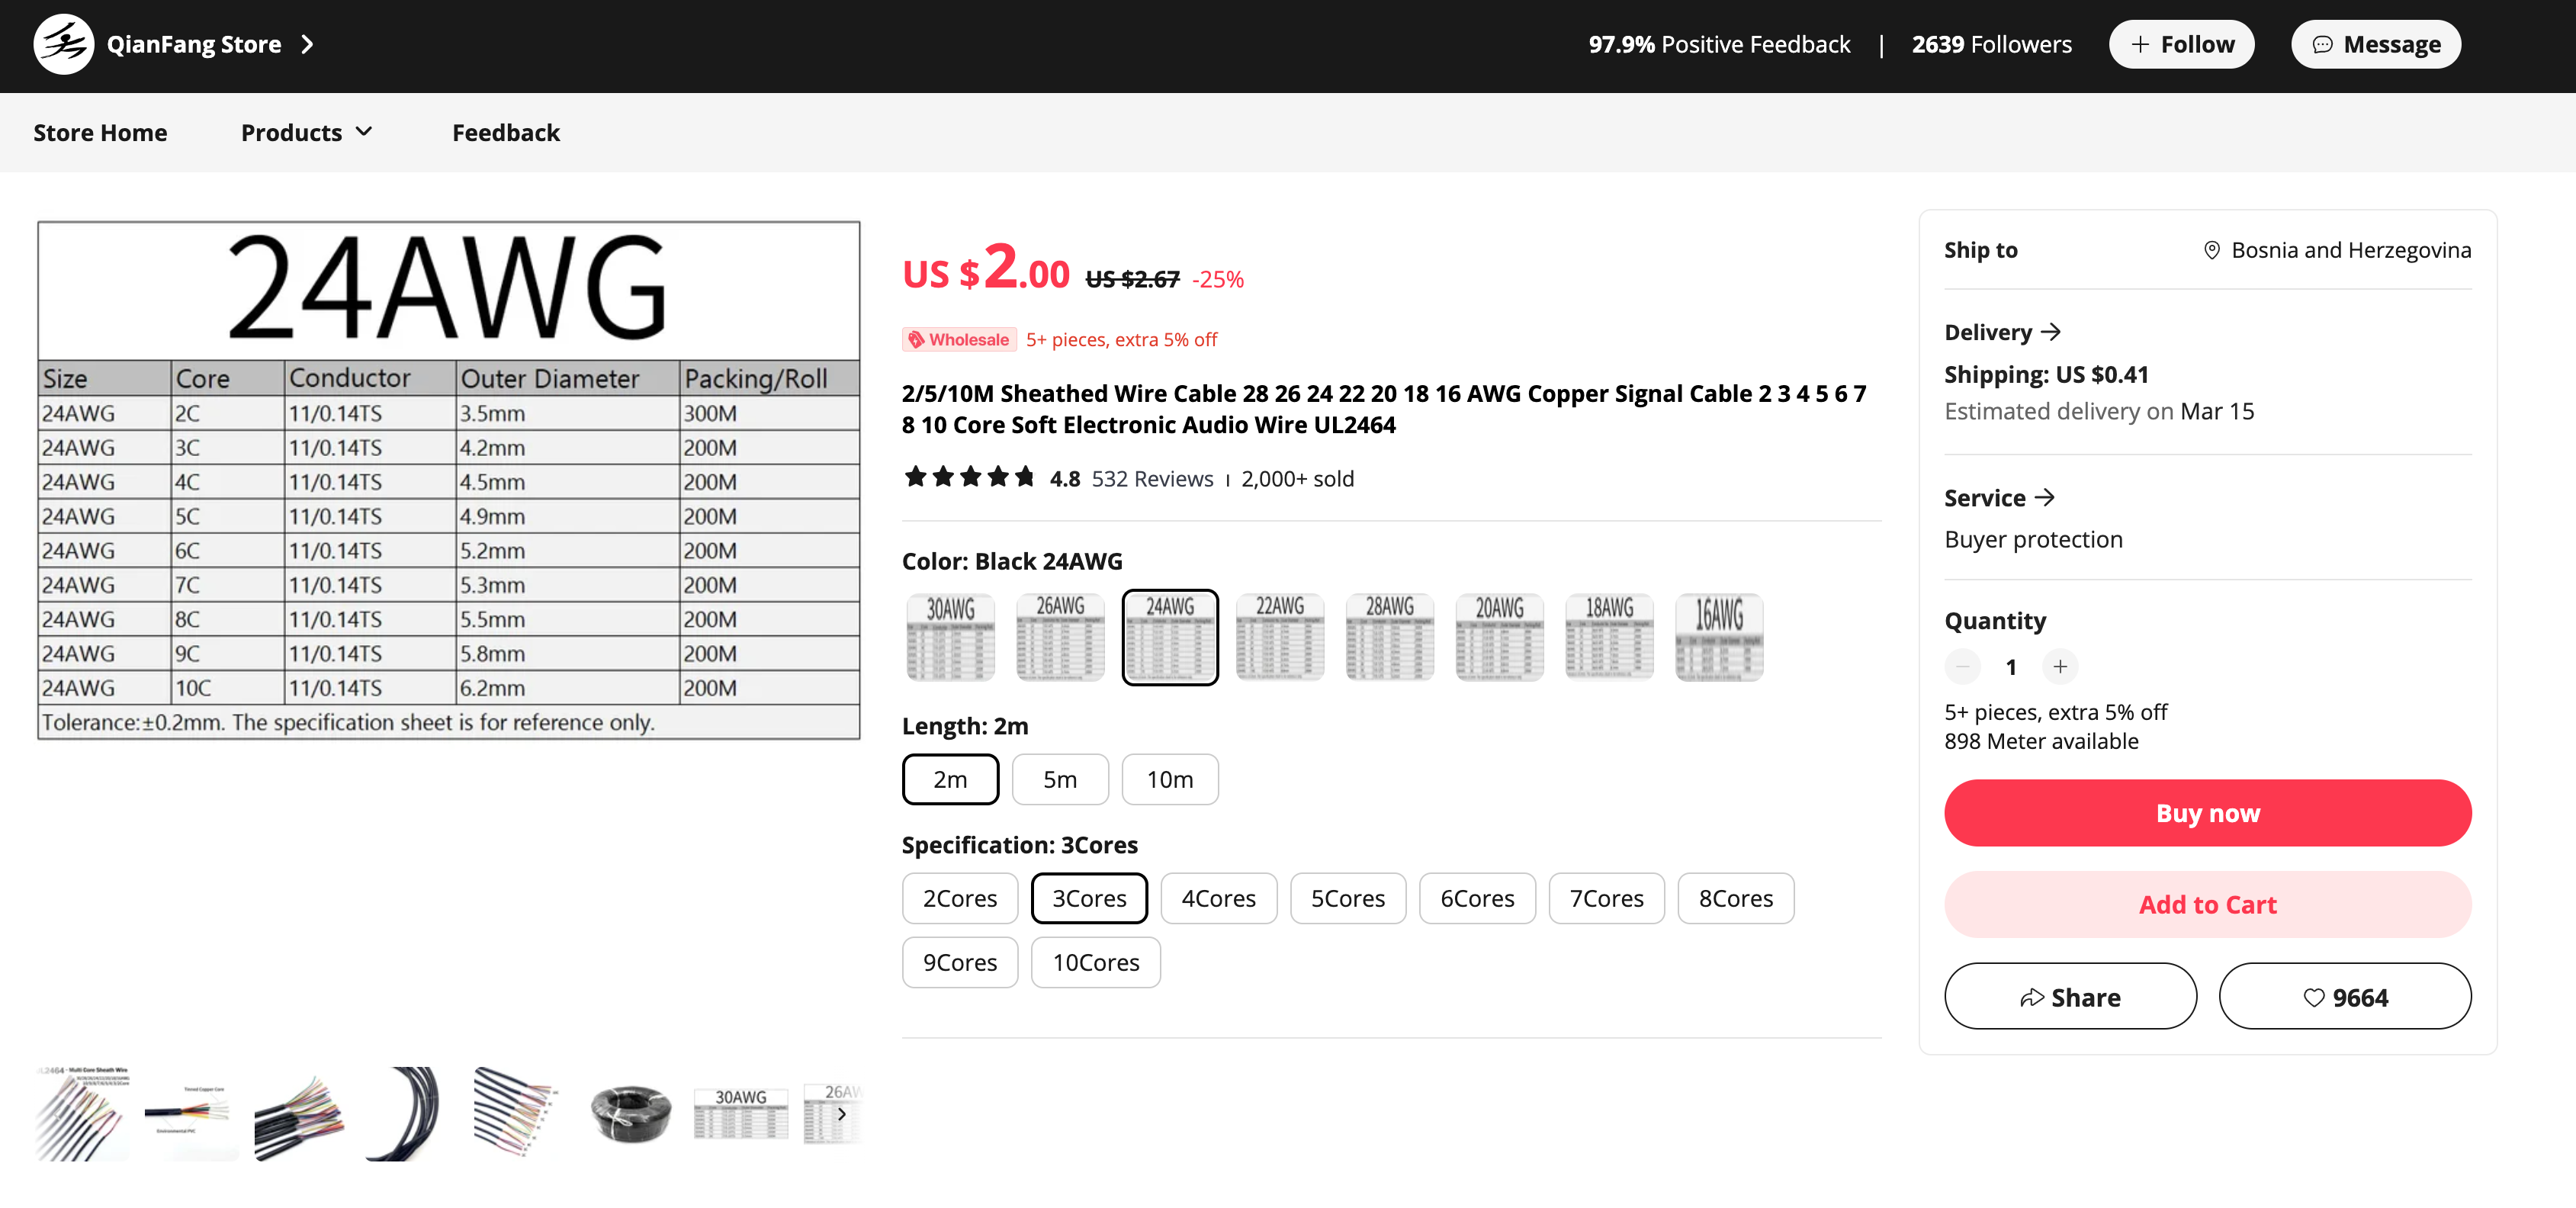 QianFang Store
97.9% Positive Feedback | 2639 Followers
+ Follow
Message
Store Home
Products
Feedback
24AWG
Size Core Conductor Outer Diameter Packing/Roll
24AWG 2C 11/0.14TS 3.5mm 300M
24AWG 3C 11/0.14TS 4.2mm 200M
24AWG 4C 11/0.14TS 4.5mm 200M
24AWG 5C 11/0.14TS 4.9mm 200M
24AWG 6C 11/0.14TS 5.2mm 200M
24AWG 7C 11/0.14TS 5.3mm 200M
24AWG 8C 11/0.14TS 5.5mm 200M
24AWG 9C 11/0.14TS 5.8mm 200M
24AWG 10C 11/0.14TS 6.2mm 200M
Tolerance:±0.2mm. The specification sheet is for reference only.
30AWG
26AW
US $2.00 US $2.67 -25%
Wholesale 5+ pieces, extra 5% off
2/5/10M Sheathed Wire Cable 28 26 24 22 20 18 16 AWG Copper Signal Cable 2 3 4 5 6 7
8 10 Core Soft Electronic Audio Wire UL2464
4.8 532 Reviews | 2,000+ sold
Color: Black 24AWG
30AWG 26AWG 24AWG 22AWG 28AWG 20AWG 18AWG 16AWG
Length: 2m
2m 5m 10m
Specification: 3Cores
2Cores 3Cores 4Cores 5Cores 6Cores 7Cores 8Cores
9Cores 10Cores
Ship to Bosnia and Herzegovina
Delivery
Shipping: US $0.41
Estimated delivery on Mar 15
Service
Buyer protection
Quantity
1
5+ pieces, extra 5% off
898 Meter available
Buy now
Add to Cart
Share
9664